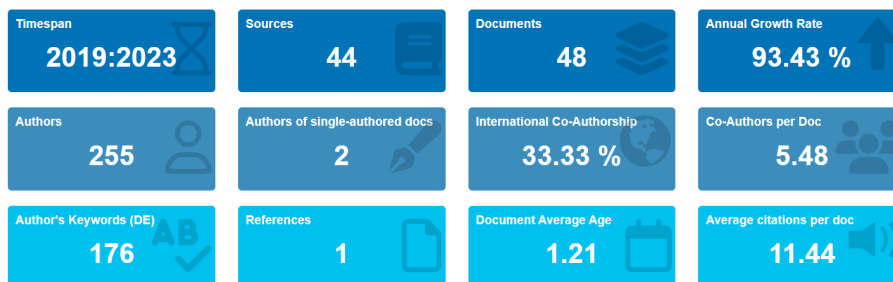 Timespan
2019:2023
Sources
44
Documents
48
Annual Growth Rate
93.43 %
Authors
255
Authors of single-authored docs
2
International Co-Authorship
33.33 %
Co-Authors per Doc
5.48
Author's Keywords (DE)
176
AB
References
1
Document Average Age
1.21
Average citations per doc
11.44